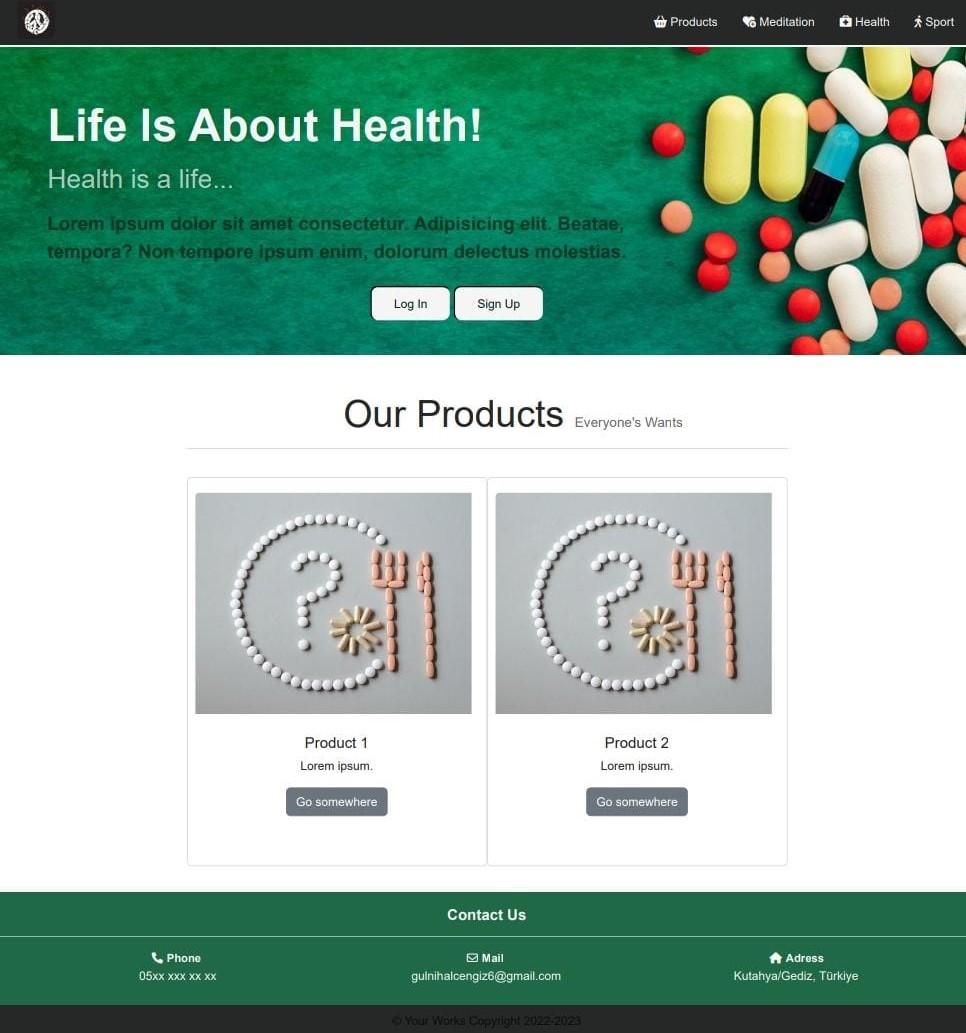 Products Meditation Health Sport
Life Is About Health!
Health is a life...
Lorem ipsum dolor sit amet consectetur. Adipisicing elit. Beatae,
tempora? Non tempore ipsum enim, dolorum delectus molestias.
Log In Sign Up
Our Products Everyone's Wants
Product 1
Lorem ipsum.
Go somewhere
Product 2
Lorem ipsum.
Go somewhere
Contact Us
Phone
05xx xxx xx xx
Mail
gulnihalcengiz6@gmail.com
Adress
Kutahya/Gediz, Türkiye
© Your Works Copyright 2022-2023